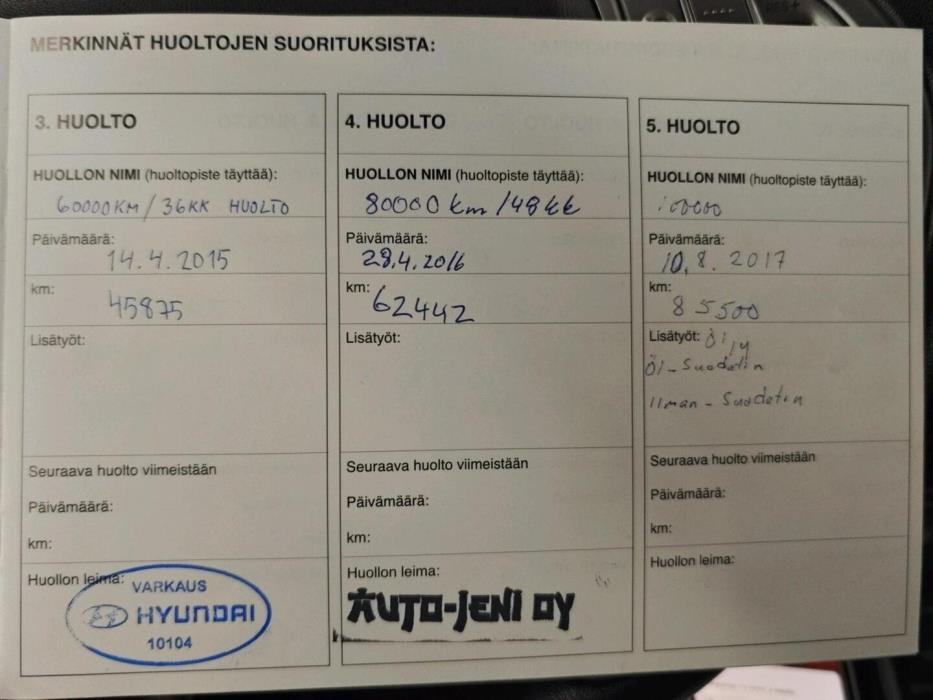 MERKINNÄT HUOLTOJEN SUORITUKSISTA:
3. HUOLTO
HUOLLON NIMI (huoltopiste täyttää):
60000KM / 36KK HUOLTO
Päivämäärä:
14.4.2015
km:
45875
Lisätyöt:
Seuraava huolto viimeistään
Päivämäärä:
km:
Huollon leima:
VARKAUS
HYUNDAI
10104
4. HUOLTO
HUOLLON NIMI (huoltopiste täyttää):
80000 km / 48kk
Päivämäärä:
28.4.2016
km:
62442
Lisätyöt:
Seuraava huolto viimeistään
Päivämäärä:
km:
Huollon leima:
AUTO-JENI OY
5. HUOLTO
HUOLLON NIMI (huoltopiste täyttää):
100000
Päivämäärä:
10.8.2017
km:
85500
Lisätyöt: Öljy
Öl-Suodatin
Ilman-Suodatin
Seuraava huolto viimeistään
Päivämäärä:
km:
Huollon leima: